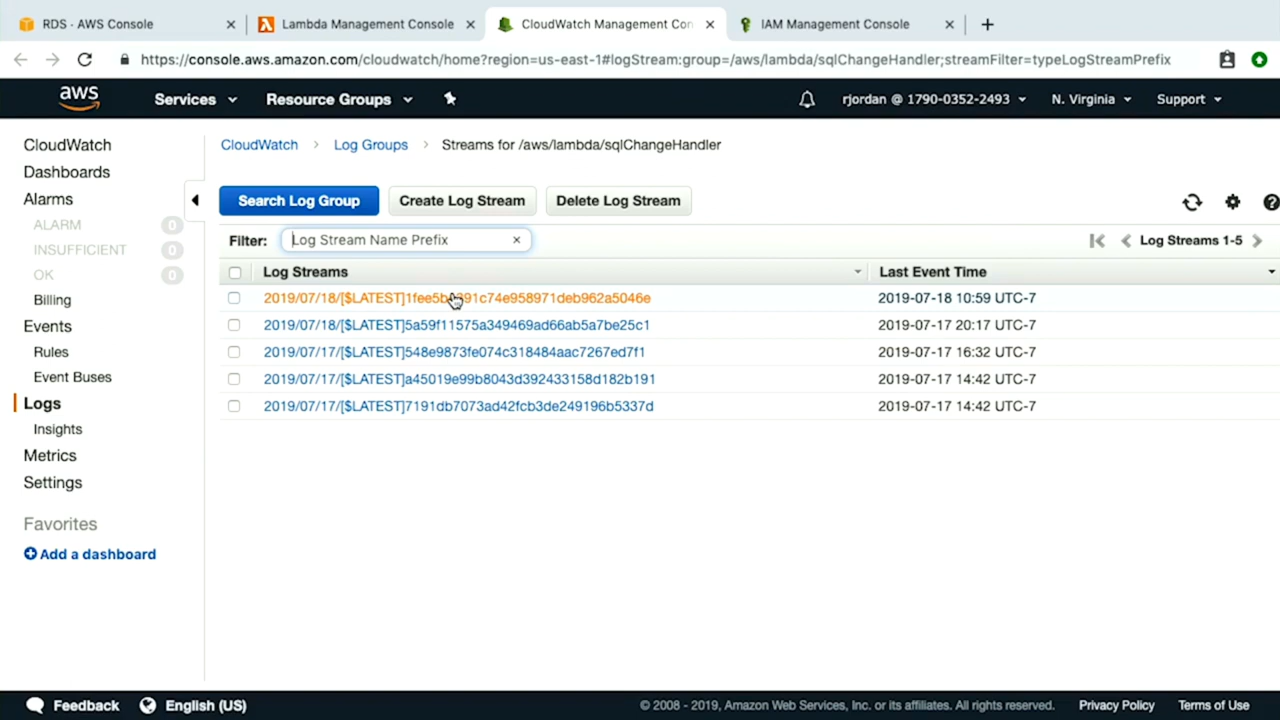 RDS - AWS Console
Lambda Management Console
CloudWatch Management Con
IAM Management Console
https://console.aws.amazon.com/cloudwatch/home?region=us-east-1#logStream:group=/aws/lambda/sqlChangeHandler;streamFilter=typeLogStreamPrefix
aws Services Resource Groups rjordan @ 1790-0352-2493 N. Virginia Support
CloudWatch
Dashboards
Alarms
ALARM 0
INSUFFICIENT 0
OK 0
Billing
Events
Rules
Event Buses
Logs
Insights
Metrics
Settings
Favorites
Add a dashboard
CloudWatch > Log Groups > Streams for /aws/lambda/sqlChangeHandler
Search Log Group Create Log Stream Delete Log Stream
Filter: Log Stream Name Prefix × Log Streams 1-5
Log Streams Last Event Time
2019-07-18 10:59 UTC-7
2019/07/18/[$LATEST]5a59f11575a349469ad66ab5a7be25c1 2019-07-17 20:17 UTC-7
2019/07/17/[$LATEST]548e9873fe074c318484aac7267ed7f1 2019-07-17 16:32 UTC-7
2019/07/17/[$LATEST]a45019e99b8043d392433158d182b191 2019-07-17 14:42 UTC-7
2019/07/17/[$LATEST]7191db7073ad42fcb3de249196b5337d 2019-07-17 14:42 UTC-7
Feedback English (US) © 2008 - 2019, Amazon Web Services, Inc. or its affiliates. All rights reserved. Privacy Policy Terms of Use